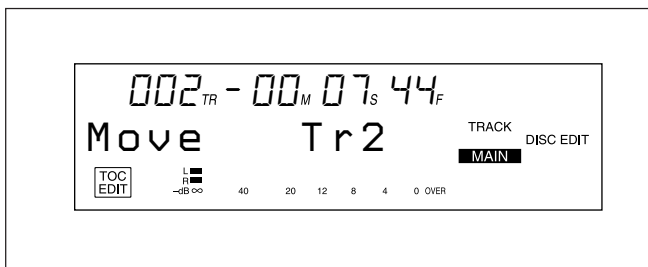 002TR - 00M 07S 44F
Move Tr2
TRACK
MAIN
DISC EDIT
TOC
EDIT
L
R
-dB ∞ 40 20 12 8 4 0 OVER